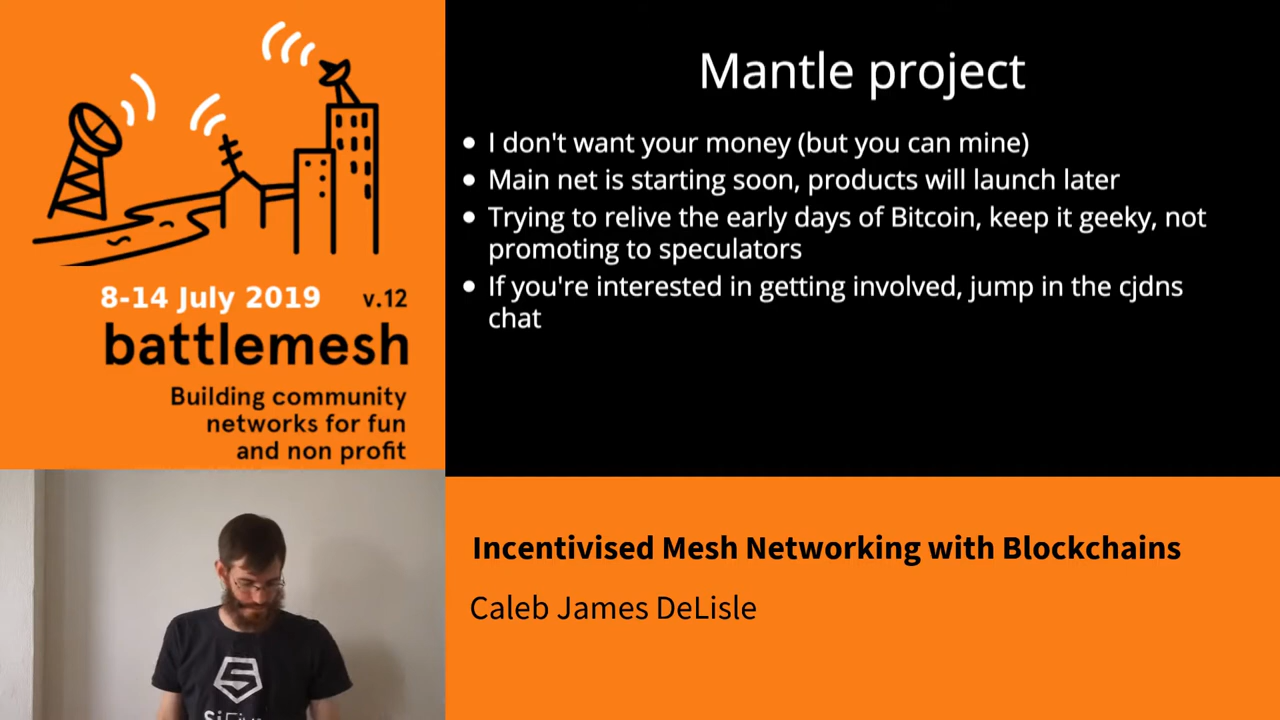 8-14 July 2019 v.12
battlemesh
Building community
networks for fun
and non profit
Mantle project
I don't want your money (but you can mine)
Main net is starting soon, products will launch later
Trying to relive the early days of Bitcoin, keep it geeky, not
promoting to speculators
If you're interested in getting involved, jump in the cjdns
chat
Incentivised Mesh Networking with Blockchains
Caleb James DeLisle